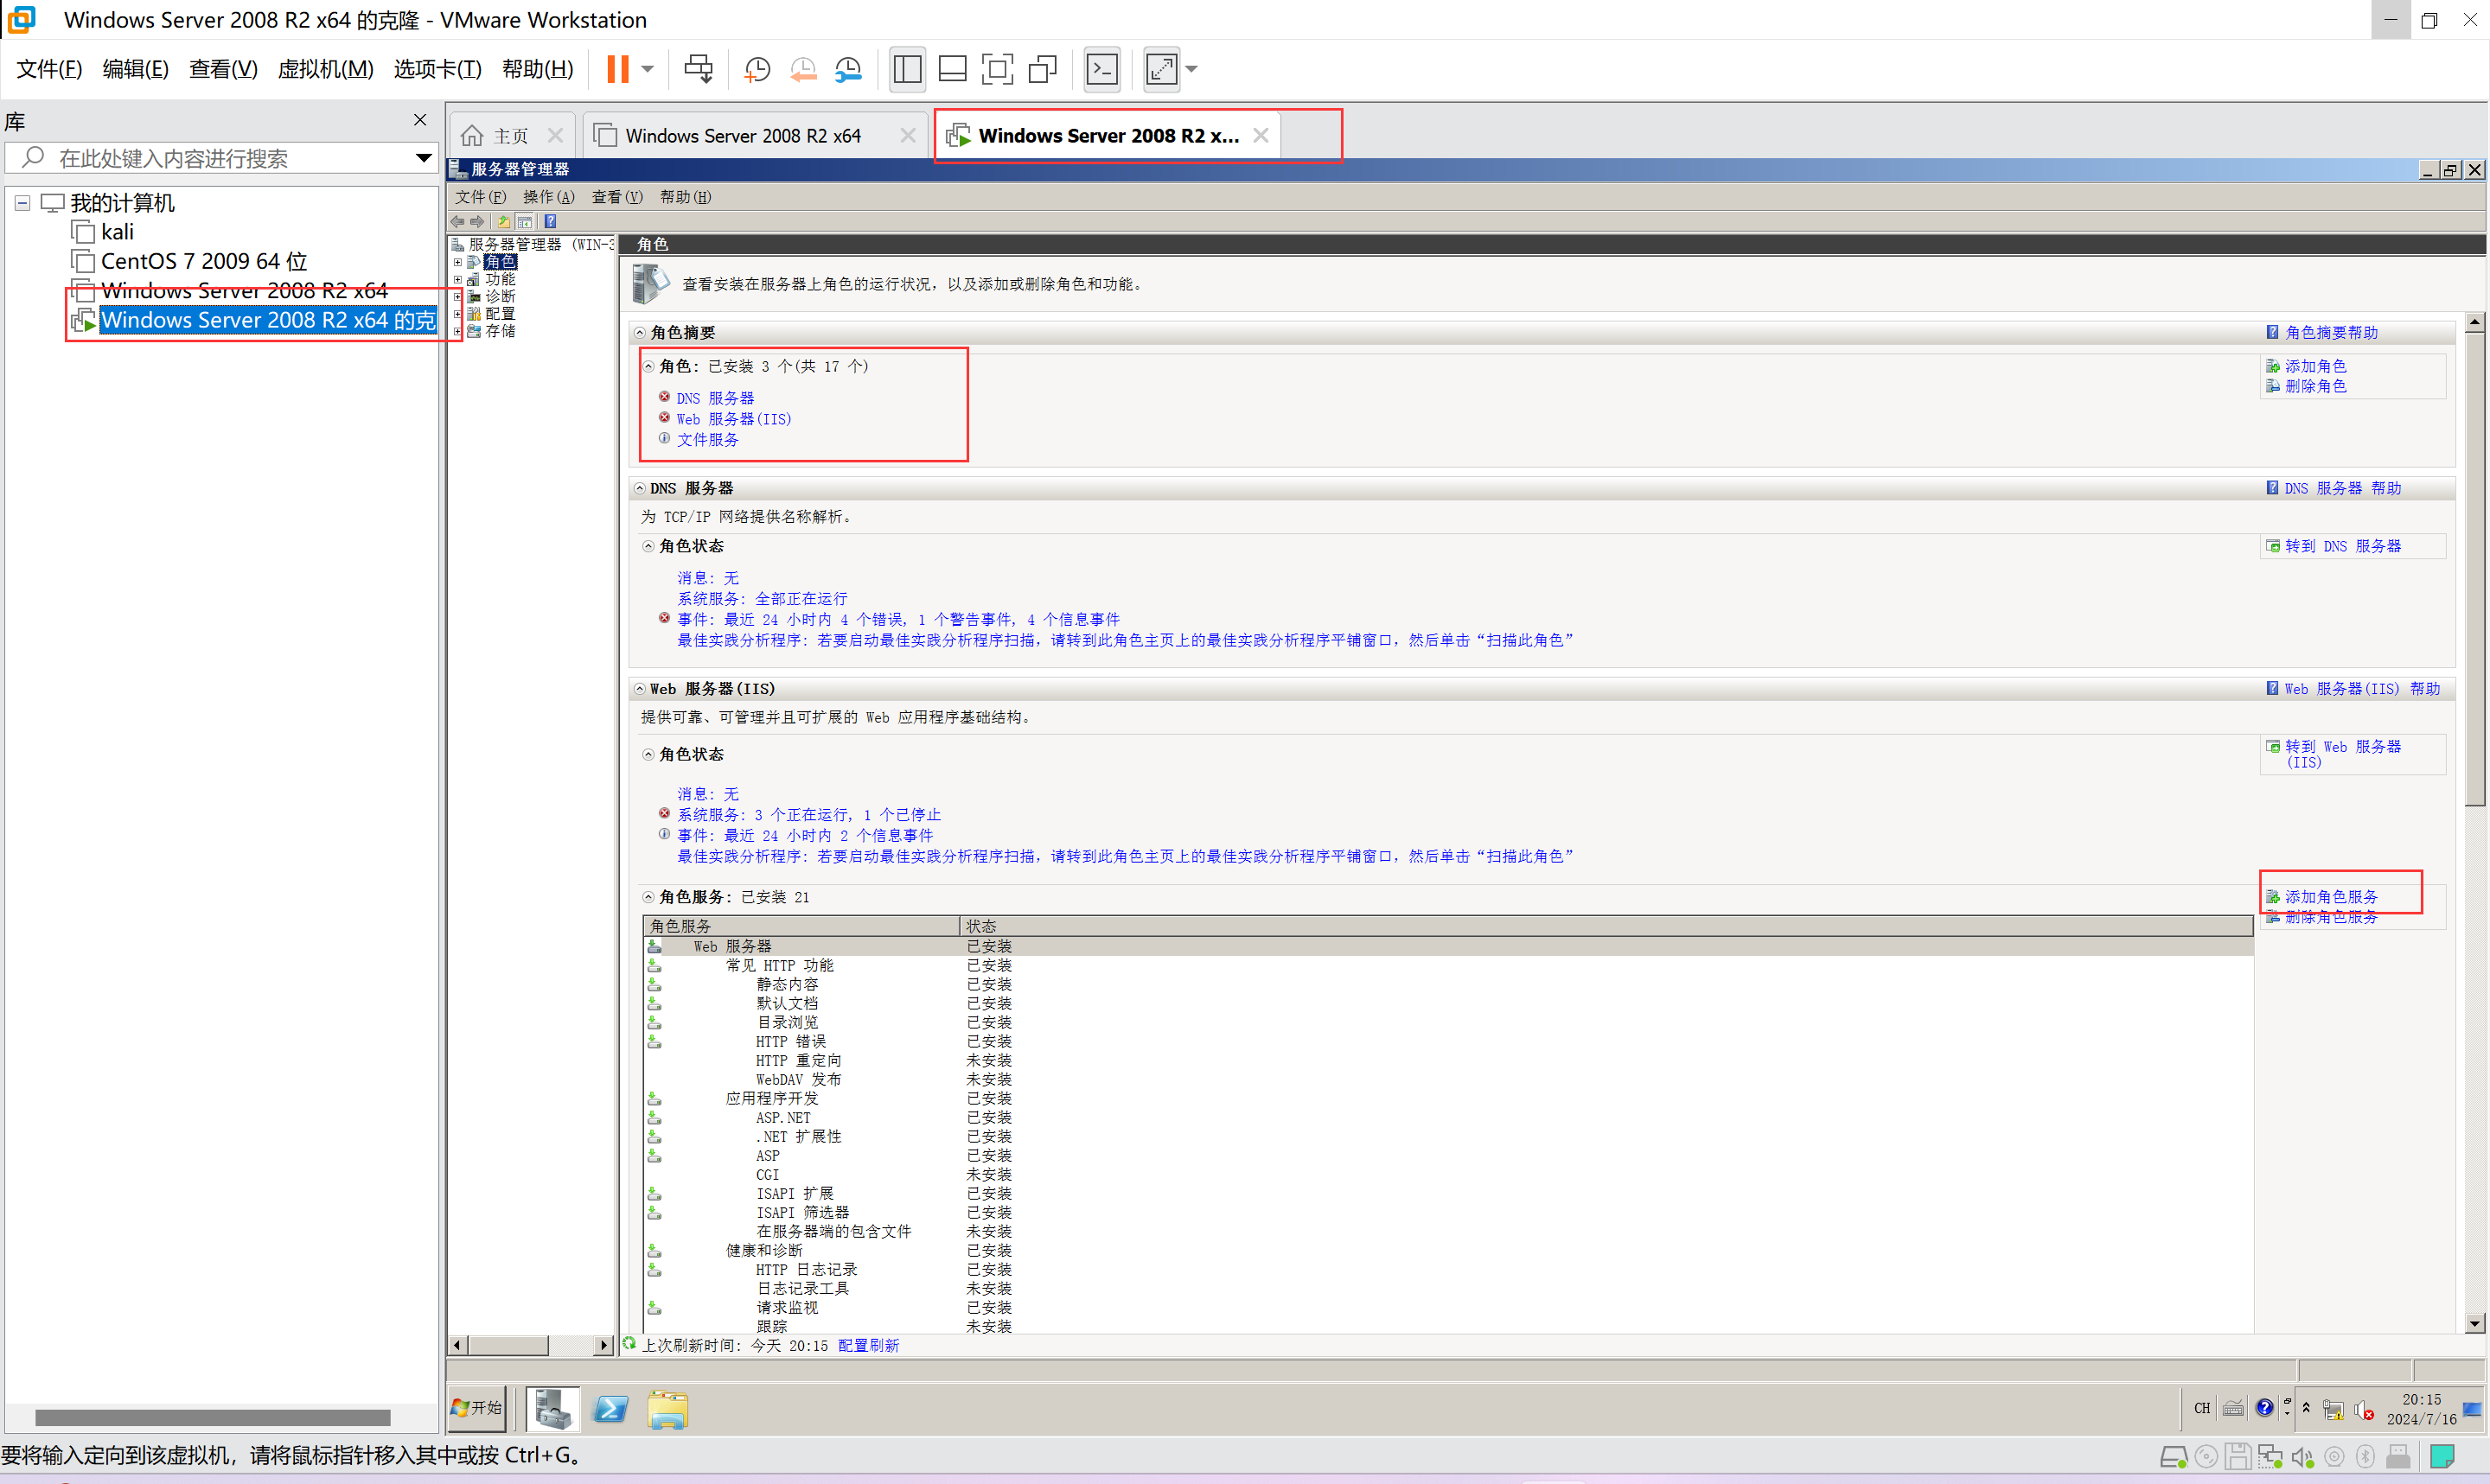 Windows Server 2008 R2 x64 的克隆 - VMware Workstation
文件(F) 编辑(E) 查看(V) 虚拟机(M) 选项卡(T) 帮助(H)
库
在此处键入内容进行搜索
我的计算机
kali
CentOS 7 2009 64 位
Windows Server 2008 R2 x64
Windows Server 2008 R2 x64 的克
主页
Windows Server 2008 R2 x64
Windows Server 2008 R2 x...
服务器管理器
文件(F) 操作(A) 查看(V) 帮助(H)
服务器管理器 (WIN-3
角色
功能
诊断
配置
存储
角色
查看安装在服务器上角色的运行状况，以及添加或删除角色和功能。
角色摘要
角色摘要帮助
角色: 已安装 3 个(共 17 个)
添加角色
删除角色
DNS 服务器
Web 服务器(IIS)
文件服务
DNS 服务器
DNS 服务器 帮助
为 TCP/IP 网络提供名称解析。
角色状态
转到 DNS 服务器
消息: 无
系统服务: 全部正在运行
事件: 最近 24 小时内 4 个错误, 1 个警告事件, 4 个信息事件
最佳实践分析程序: 若要启动最佳实践分析程序扫描，请转到此角色主页上的最佳实践分析程序平铺窗口，然后单击“扫描此角色”
Web 服务器(IIS)
Web 服务器(IIS) 帮助
提供可靠、可管理并且可扩展的 Web 应用程序基础结构。
角色状态
转到 Web 服务器
(IIS)
消息: 无
系统服务: 3 个正在运行, 1 个已停止
事件: 最近 24 小时内 2 个信息事件
最佳实践分析程序: 若要启动最佳实践分析程序扫描，请转到此角色主页上的最佳实践分析程序平铺窗口，然后单击“扫描此角色”
角色服务: 已安装 21
添加角色服务
删除角色服务
角色服务 状态
Web 服务器 已安装
常见 HTTP 功能 已安装
静态内容 已安装
默认文档 已安装
目录浏览 已安装
HTTP 错误 已安装
HTTP 重定向 未安装
WebDAV 发布 未安装
应用程序开发 已安装
ASP.NET 已安装
.NET 扩展性 已安装
ASP 已安装
CGI 未安装
ISAPI 扩展 已安装
ISAPI 筛选器 已安装
在服务器端的包含文件 未安装
健康和诊断 已安装
HTTP 日志记录 已安装
日志记录工具 未安装
请求监视 已安装
跟踪 未安装
上次刷新时间: 今天 20:15 配置刷新
开始
CH
20:15
2024/7/16
要将输入定向到该虚拟机，请将鼠标指针移入其中或按 Ctrl+G。